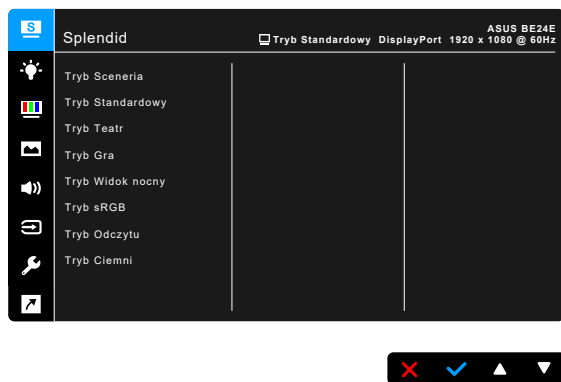 S
Splendid
ASUS BE24E
Tryb Standardowy DisplayPort 1920 x 1080 @ 60Hz
Tryb Sceneria
Tryb Standardowy
Tryb Teatr
Tryb Gra
Tryb Widok nocny
Tryb sRGB
Tryb Odczytu
Tryb Ciemni